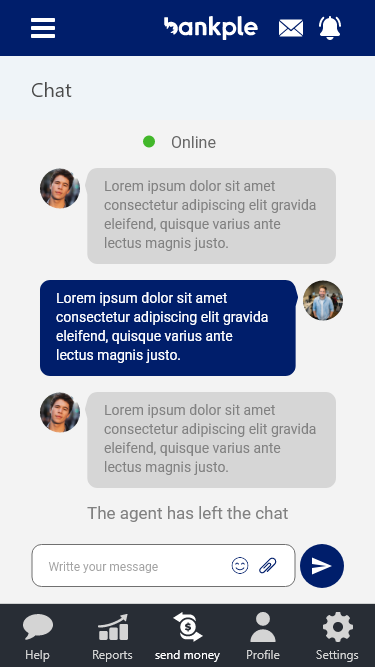 bankple
Chat
Online
Lorem ipsum dolor sit amet
consectetur adipiscing elit gravida
eleifend, quisque varius ante
lectus magnis justo.
Lorem ipsum dolor sit amet
consectetur adipiscing elit gravida
eleifend, quisque varius ante
lectus magnis justo.
Lorem ipsum dolor sit amet
consectetur adipiscing elit gravida
eleifend, quisque varius ante
lectus magnis justo.
The agent has left the chat
Writte your message
Help Reports send money Profile Settings